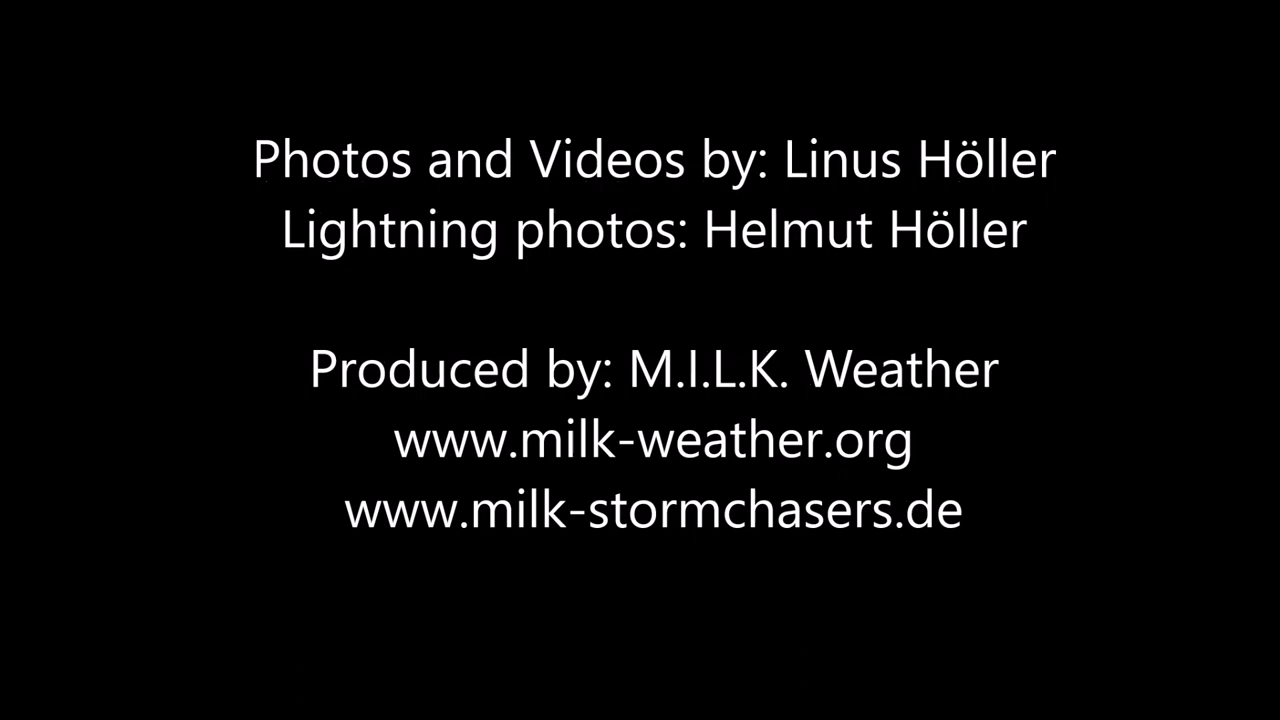 Photos and Videos by: Linus Höller
Lightning photos: Helmut Höller
Produced by: M.I.L.K. Weather
www.milk-weather.org
www.milk-stormchasers.de